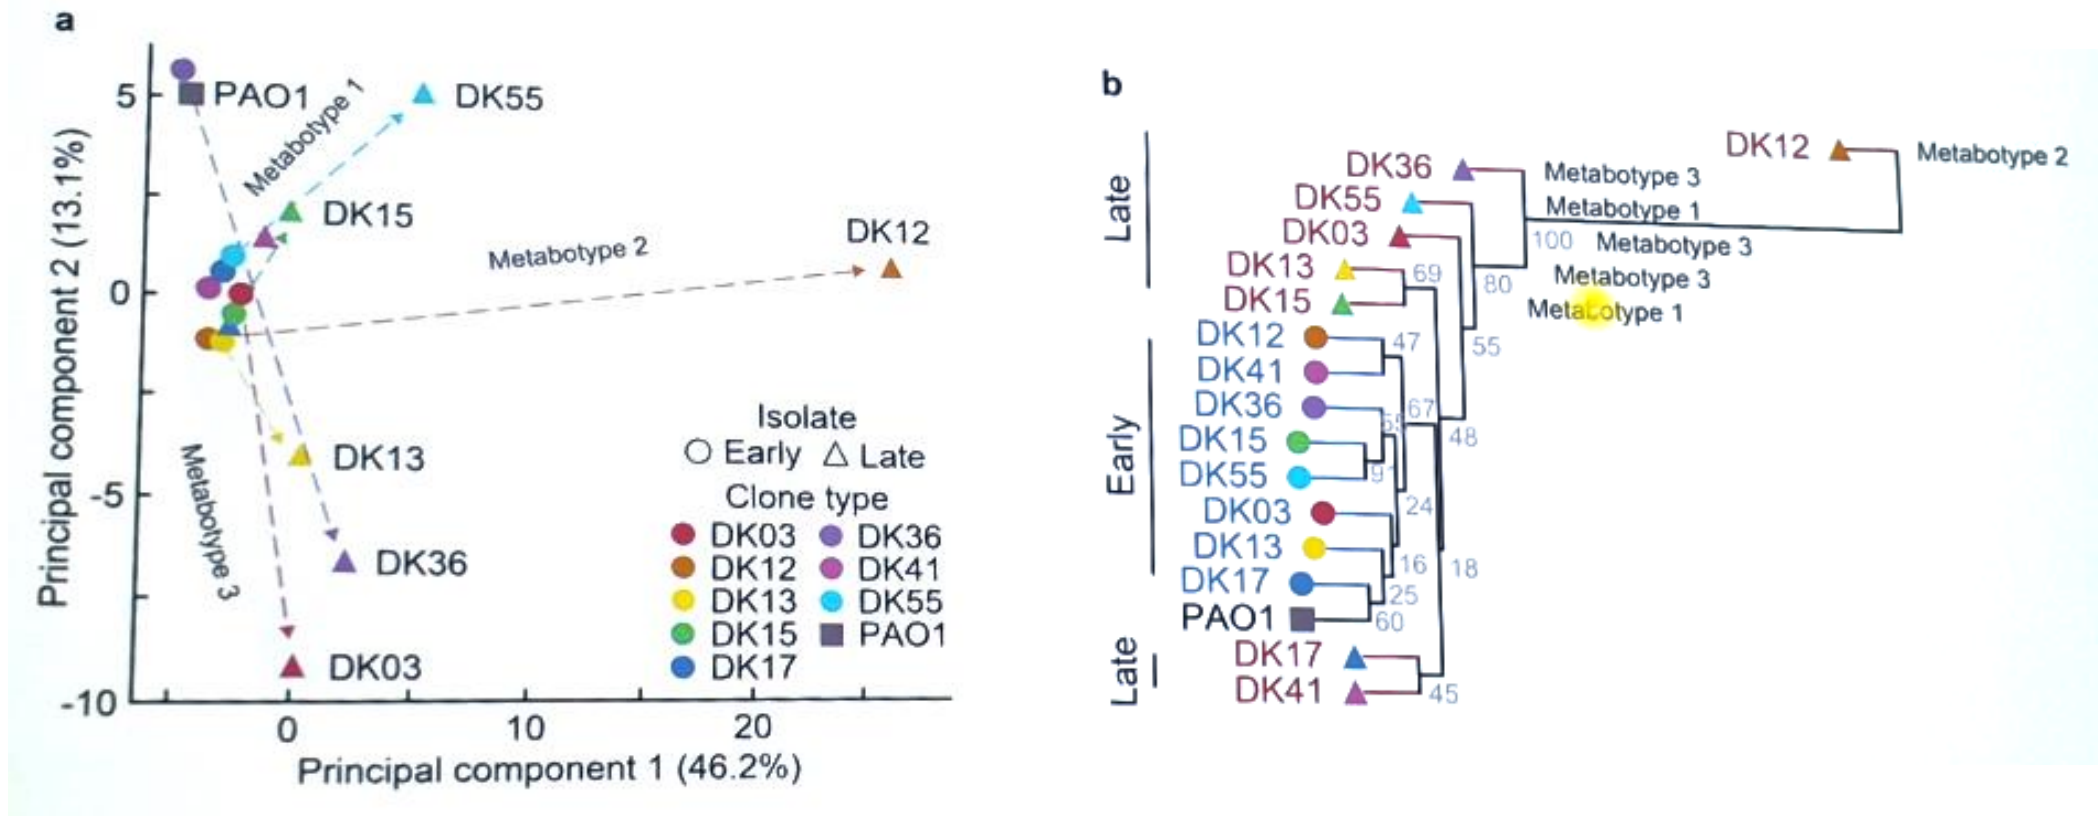 a
PAO1
DK55
Metabotype 1
DK15
DK12
Metabotype 2
DK13
DK36
DK03
Metabotype 3
Isolate
Early Late
Clone type
DK03 DK36
DK12 DK41
DK13 DK55
DK15 PAO1
DK17
5
0
-5
-10
0 10 20
Principal component 2 (13.1%)
Principal component 1 (46.2%)
b
Late
Early
Late
DK12 Metabotype 2
DK36 Metabotype 3
DK55 Metabotype 1
DK03 100 Metabotype 3
DK13 69 80 Metabotype 3
DK15 Metabotype 1
DK12 47 55
DK41
DK36 67
DK15 48
DK55
DK03 24
DK13 16 18
DK17 25
PAO1 60
DK17
DK41 45